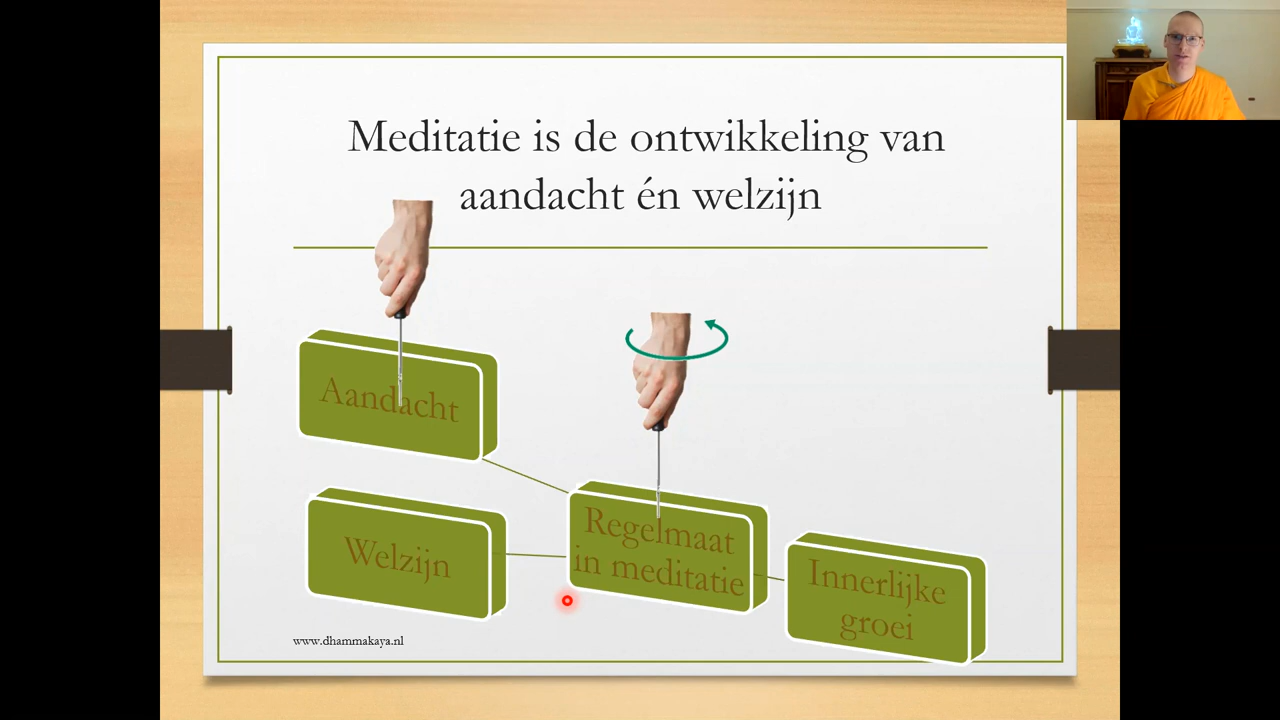 Meditatie is de ontwikkeling van
aandacht én welzijn
Aandacht
Welzijn
Regelmaat
in meditatie
Innerlijke
groei
www.dhammakaya.nl